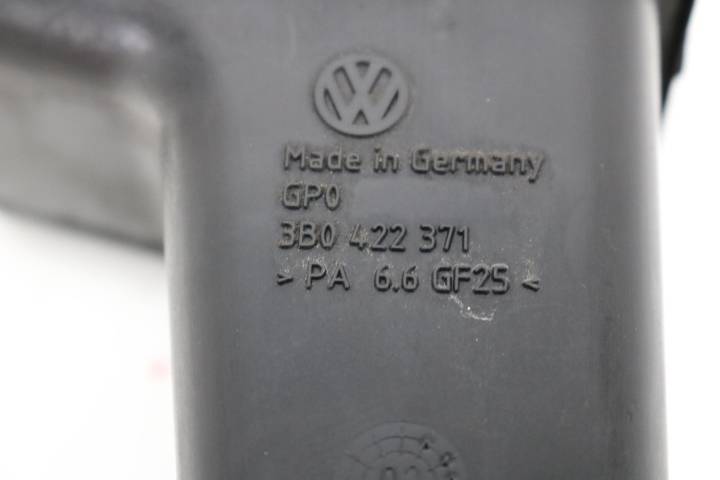 Made in Germany
GP0
3B0 422 371
> PA 6.6 GF25 <